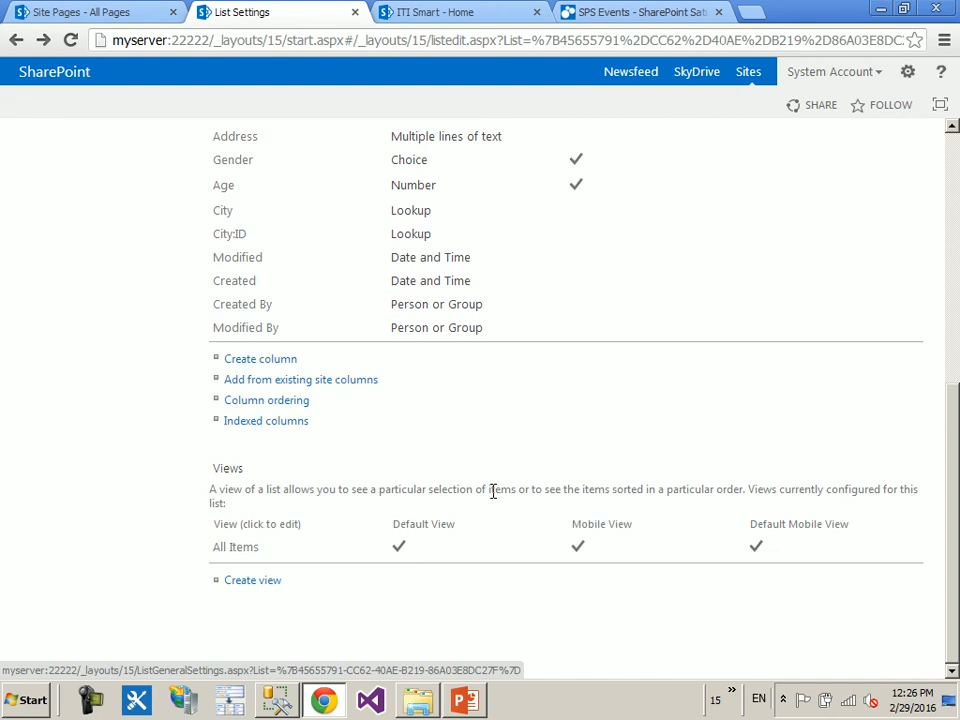 Site Pages - All Pages
List Settings
ITI Smart - Home
SPS Events - SharePoint Sat
myserver:22222/_layouts/15/start.aspx#/_layouts/15/listedit.aspx?List=%7B45655791%2DCC62%2D40AE%2DB219%2D86A03E8DC
SharePoint
Newsfeed
SkyDrive
Sites
System Account
?
SHARE
FOLLOW
Address Multiple lines of text
Gender Choice
Age Number
City Lookup
City:ID Lookup
Modified Date and Time
Created Date and Time
Created By Person or Group
Modified By Person or Group
Create column
Add from existing site columns
Column ordering
Indexed columns
Views
A view of a list allows you to see a particular selection of items or to see the items sorted in a particular order. Views currently configured for this
list:
View (click to edit) Default View Mobile View Default Mobile View
All Items
Create view
myserver:22222/_layouts/15/ListGeneralSettings.aspx?List=%7B45655791-CC62-40AE-B219-86A03E8DC27F%7D
Start
15
EN
12:26 PM
2/29/2016